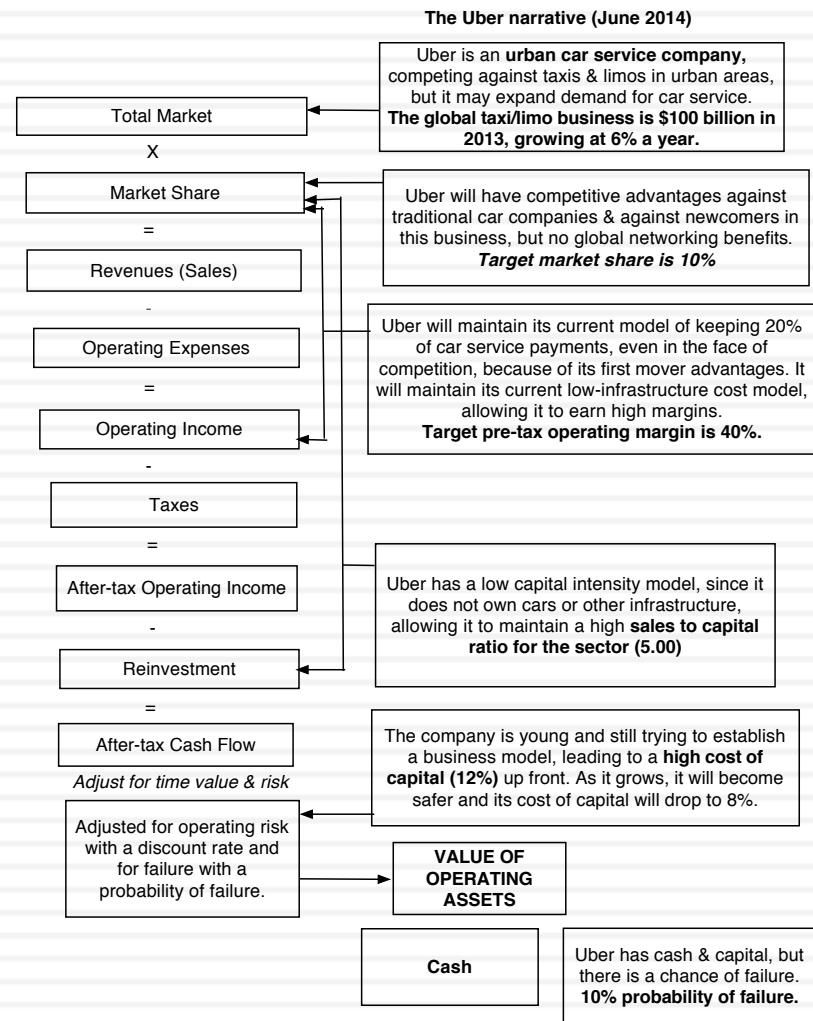 The Uber narrative (June 2014)
Uber is an urban car service company,
competing against taxis & limos in urban areas,
but it may expand demand for car service.
The global taxi/limo business is $100 billion in
2013, growing at 6% a year.
Total Market
X
Market Share
Uber will have competitive advantages against
traditional car companies & against newcomers in
this business, but no global networking benefits.
Target market share is 10%
=
Revenues (Sales)
-
Operating Expenses
Uber will maintain its current model of keeping 20%
of car service payments, even in the face of
competition, because of its first mover advantages. It
will maintain its current low-infrastructure cost model,
allowing it to earn high margins.
Target pre-tax operating margin is 40%.
=
Operating Income
-
Taxes
=
After-tax Operating Income
Uber has a low capital intensity model, since it
does not own cars or other infrastructure,
allowing it to maintain a high sales to capital
ratio for the sector (5.00)
-
Reinvestment
=
After-tax Cash Flow
The company is young and still trying to establish
a business model, leading to a high cost of
capital (12%) up front. As it grows, it will become
safer and its cost of capital will drop to 8%.
Adjust for time value & risk
Adjusted for operating risk
with a discount rate and
for failure with a
probability of failure.
VALUE OF
OPERATING
ASSETS
Cash
Uber has cash & capital, but
there is a chance of failure.
10% probability of failure.